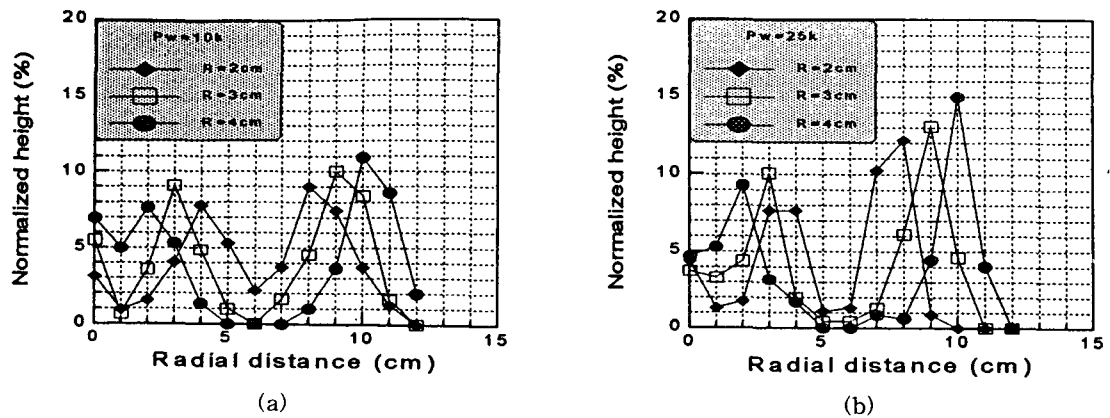 20
15
10
5
0
Normalized height (%)
Pw=10k
R=2cm
R=3cm
R=4cm
0 5 10 15
Radial distance (cm)
(a)
20
15
10
5
0
Normalized height (%)
Pw=25k
R=2cm
R=3cm
R=4cm
0 5 10 15
Radial distance (cm)
(b)